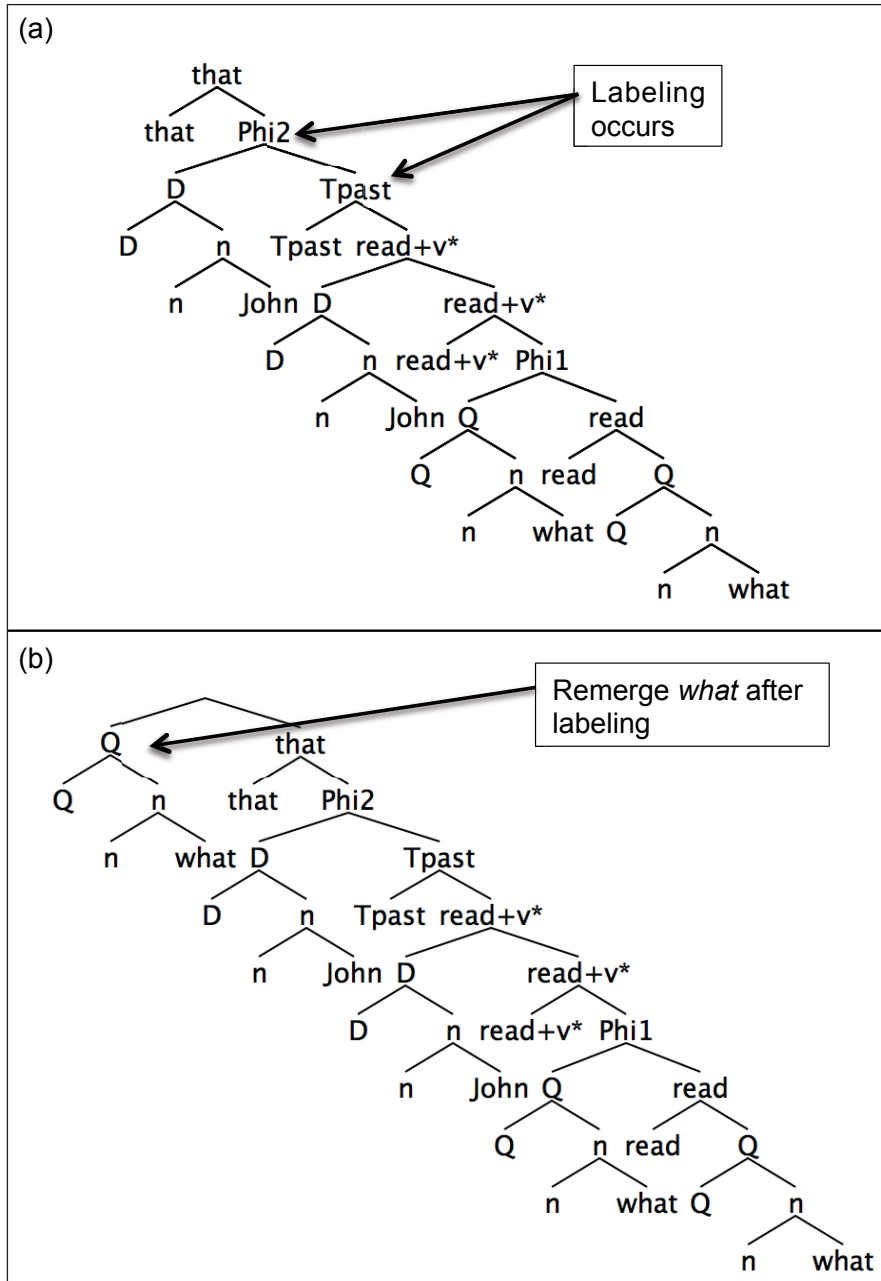 (a)
that
Labeling
occurs
that Phi2
D Tpast
D n Tpast read+v*
n John D read+v*
D n read+v* Phi1
n John Q read
Q n read Q
n what Q n
n what
(b)
Remerge what after
labeling
Q that
Q n that Phi2
n what D Tpast
D n Tpast read+v*
n John D read+v*
D n read+v* Phi1
n John Q read
Q n read Q
n what Q n
n what